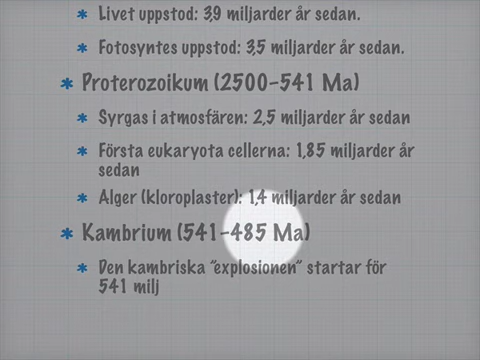 * Livet uppstod: 3,9 miljarder år sedan.
* Fotosyntes uppstod: 3,5 miljarder år sedan.
* Proterozoikum (2500-541 Ma)
* Syrgas i atmosfären: 2,5 miljarder år sedan
* Första eukaryota cellerna: 1,85 miljarder år
sedan
* Alger (kloroplaster): 1,4 miljarder år sedan
* Kambrium (541-485 Ma)
* Den kambriska "explosionen" startar för
541 milj